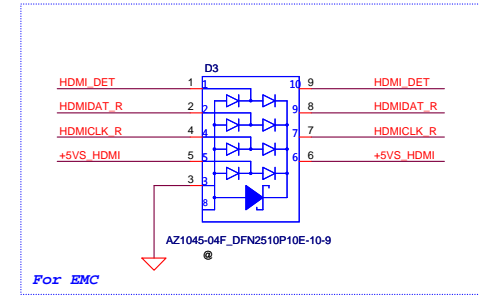 D3
HDMI_DET 1 1 10 9 HDMI_DET
HDMIDAT_R 2 2 9 8 HDMIDAT_R
HDMICLK_R 4 4 7 7 HDMICLK_R
+5VS_HDMI 5 5 6 6 +5VS_HDMI
3 3
8
AZ1045-04F_DFN2510P10E-10-9
@
For EMC